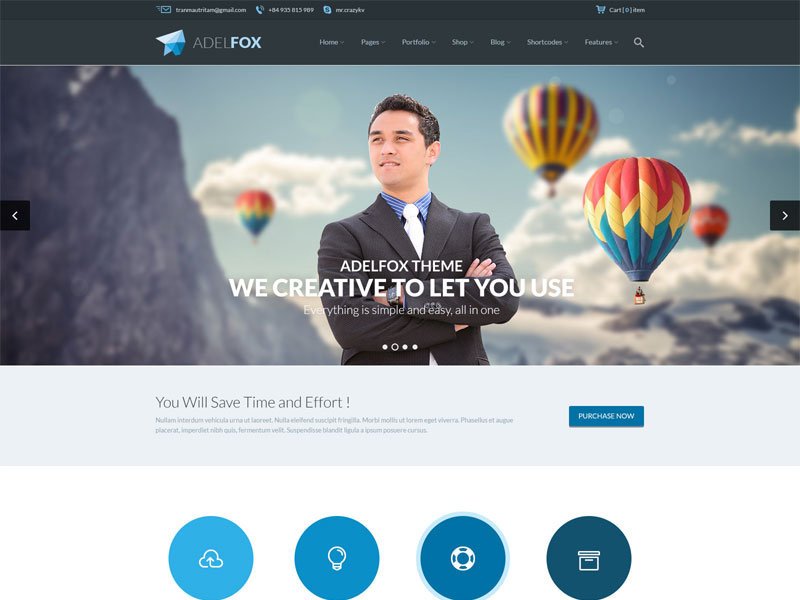 tranmautritam@gmail.com +84 935 815 989 mr.crazykv Cart [ 0 ] item
ADELFOX Home Pages Portfolio Shop Blog Shortcodes Features
ADELFOX THEME
WE CREATIVE TO LET YOU USE
Everything is simple and easy, all in one
You Will Save Time and Effort !
Nullam interdum vehicula urna ut laoreet. Nulla eleifend suscipit fringilla. Morbi mollis ut lorem eget viverra. Phasellus et augue
placerat, imperdiet nibh quis, fermentum velit. Suspendisse blandit ligula a ipsum posuere cursus.
PURCHASE NOW